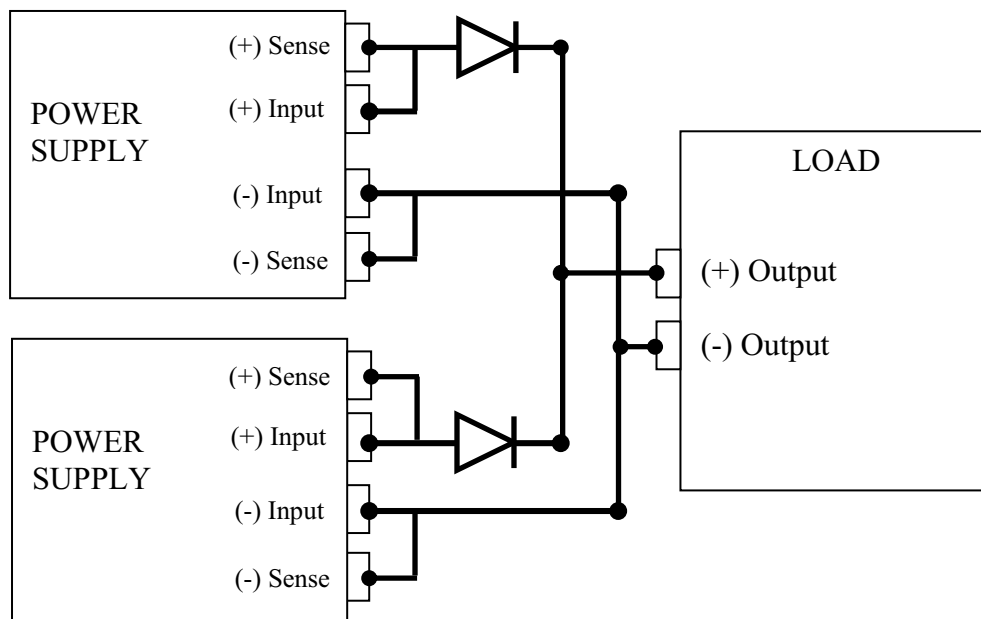 (+) Sense
POWER
SUPPLY
(+) Input
(-) Input
(-) Sense
LOAD
(+) Output
(-) Output
(+) Sense
POWER
SUPPLY
(+) Input
(-) Input
(-) Sense